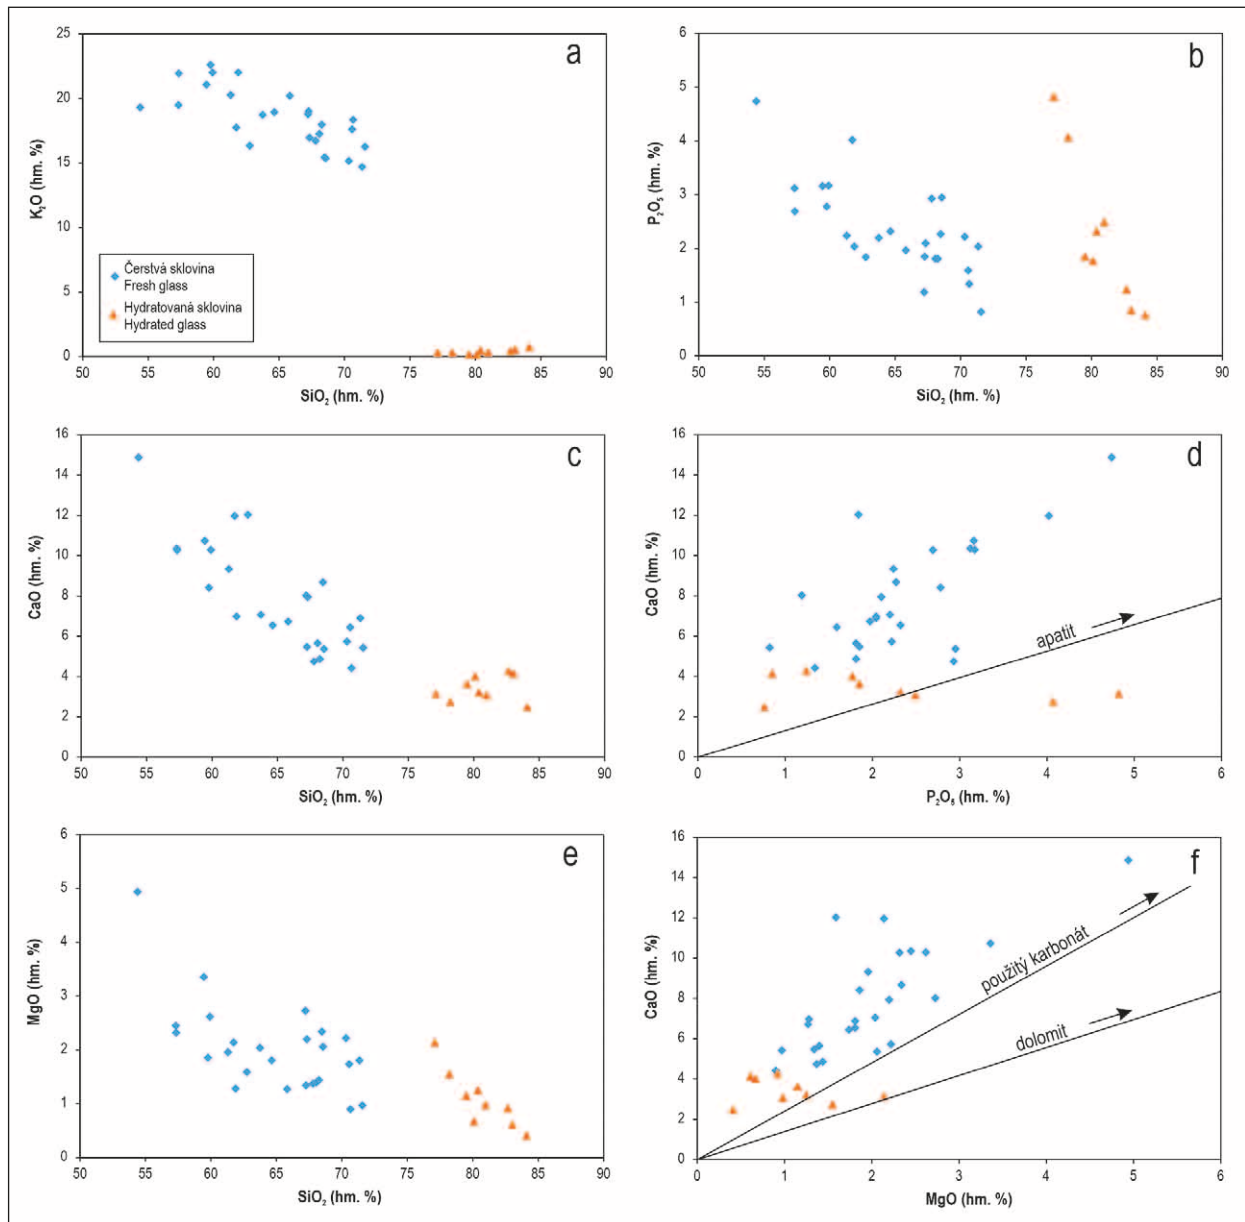 a
25
20
15
10
5
0
K₂O (hm. %)
Čerstvá sklovina
Fresh glass
Hydratovaná sklovina
Hydrated glass
50 55 60 65 70 75 80 85 90
SiO₂ (hm. %)
b
6
5
4
3
2
1
0
P₂O₅ (hm. %)
50 55 60 65 70 75 80 85 90
SiO₂ (hm. %)
c
16
14
12
10
8
6
4
2
0
CaO (hm. %)
50 55 60 65 70 75 80 85 90
SiO₂ (hm. %)
d
16
14
12
10
8
6
4
2
0
CaO (hm. %)
apatit
0 1 2 3 4 5 6
P₂O₅ (hm. %)
e
6
5
4
3
2
1
0
MgO (hm. %)
50 55 60 65 70 75 80 85 90
SiO₂ (hm. %)
f
16
14
12
10
8
6
4
2
0
CaO (hm. %)
použitý karbonát
dolomit
0 1 2 3 4 5 6
MgO (hm. %)